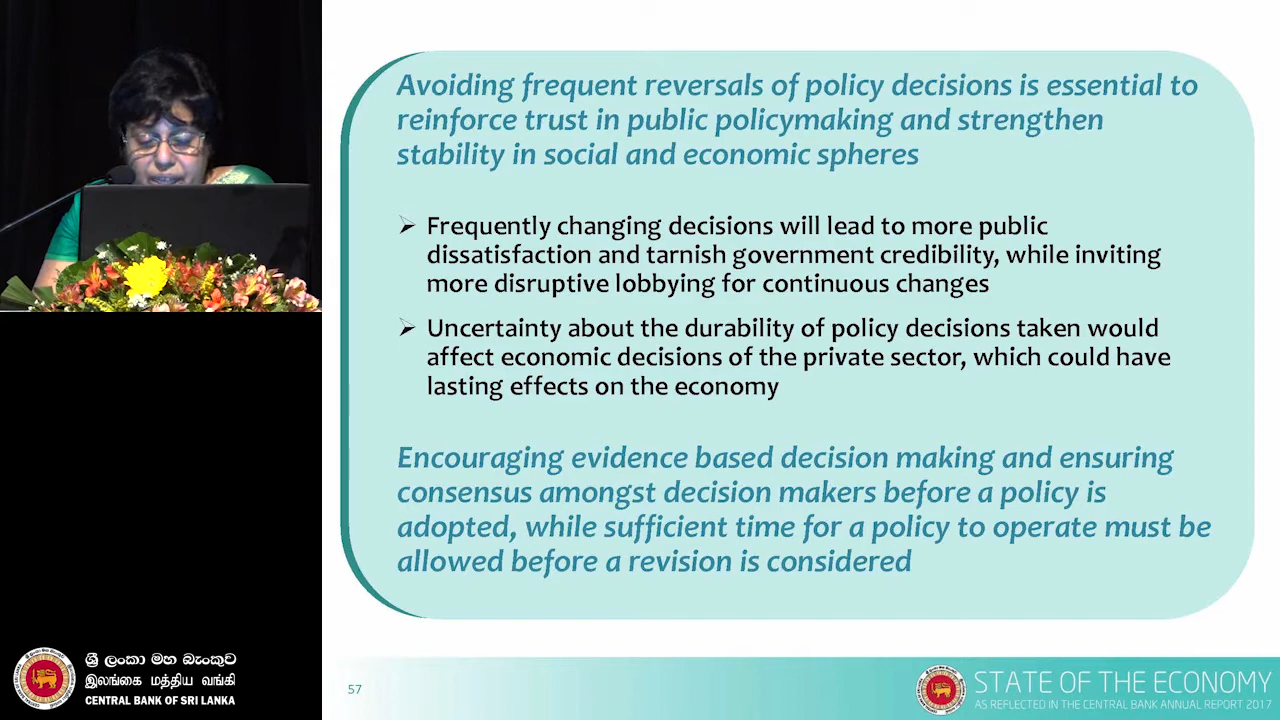 Avoiding frequent reversals of policy decisions is essential to
reinforce trust in public policymaking and strengthen
stability in social and economic spheres
Frequently changing decisions will lead to more public
dissatisfaction and tarnish government credibility, while inviting
more disruptive lobbying for continuous changes
Uncertainty about the durability of policy decisions taken would
affect economic decisions of the private sector, which could have
lasting effects on the economy
Encouraging evidence based decision making and ensuring
consensus amongst decision makers before a policy is
adopted, while sufficient time for a policy to operate must be
allowed before a revision is considered
ශ්‍රී ලංකා මහ බැංකුව
இலங்கை மத்திய வங்கி
CENTRAL BANK OF SRI LANKA
57
STATE OF THE ECONOMY
AS REFLECTED IN THE CENTRAL BANK ANNUAL REPORT 2017